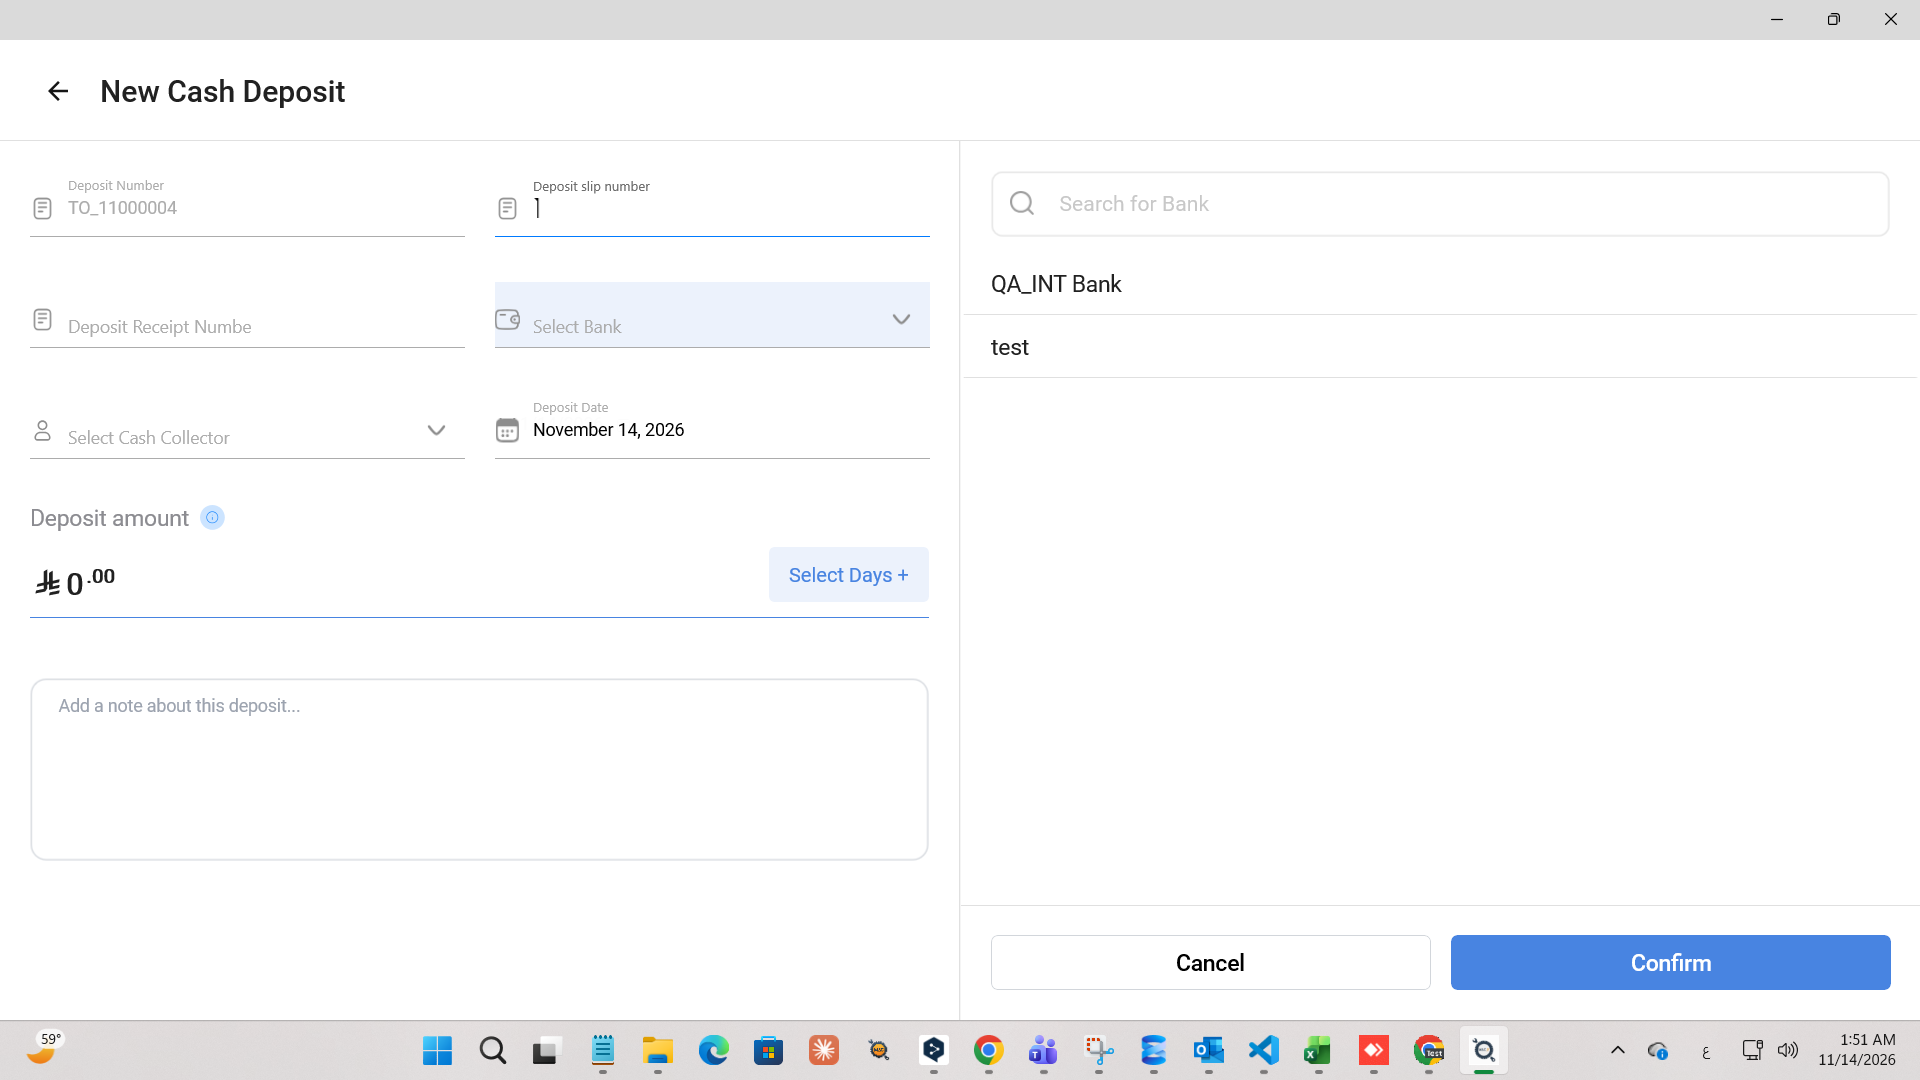 New Cash Deposit
Deposit Number
TO_11000004
Deposit slip number
Deposit Receipt Numbe
Select Bank
Select Cash Collector
Deposit Date
November 14, 2026
Deposit amount
0.00
Select Days +
Add a note about this deposit...
Search for Bank
QA_INT Bank
test
Cancel
Confirm
59°
Test
ع
1:51 AM
11/14/2026